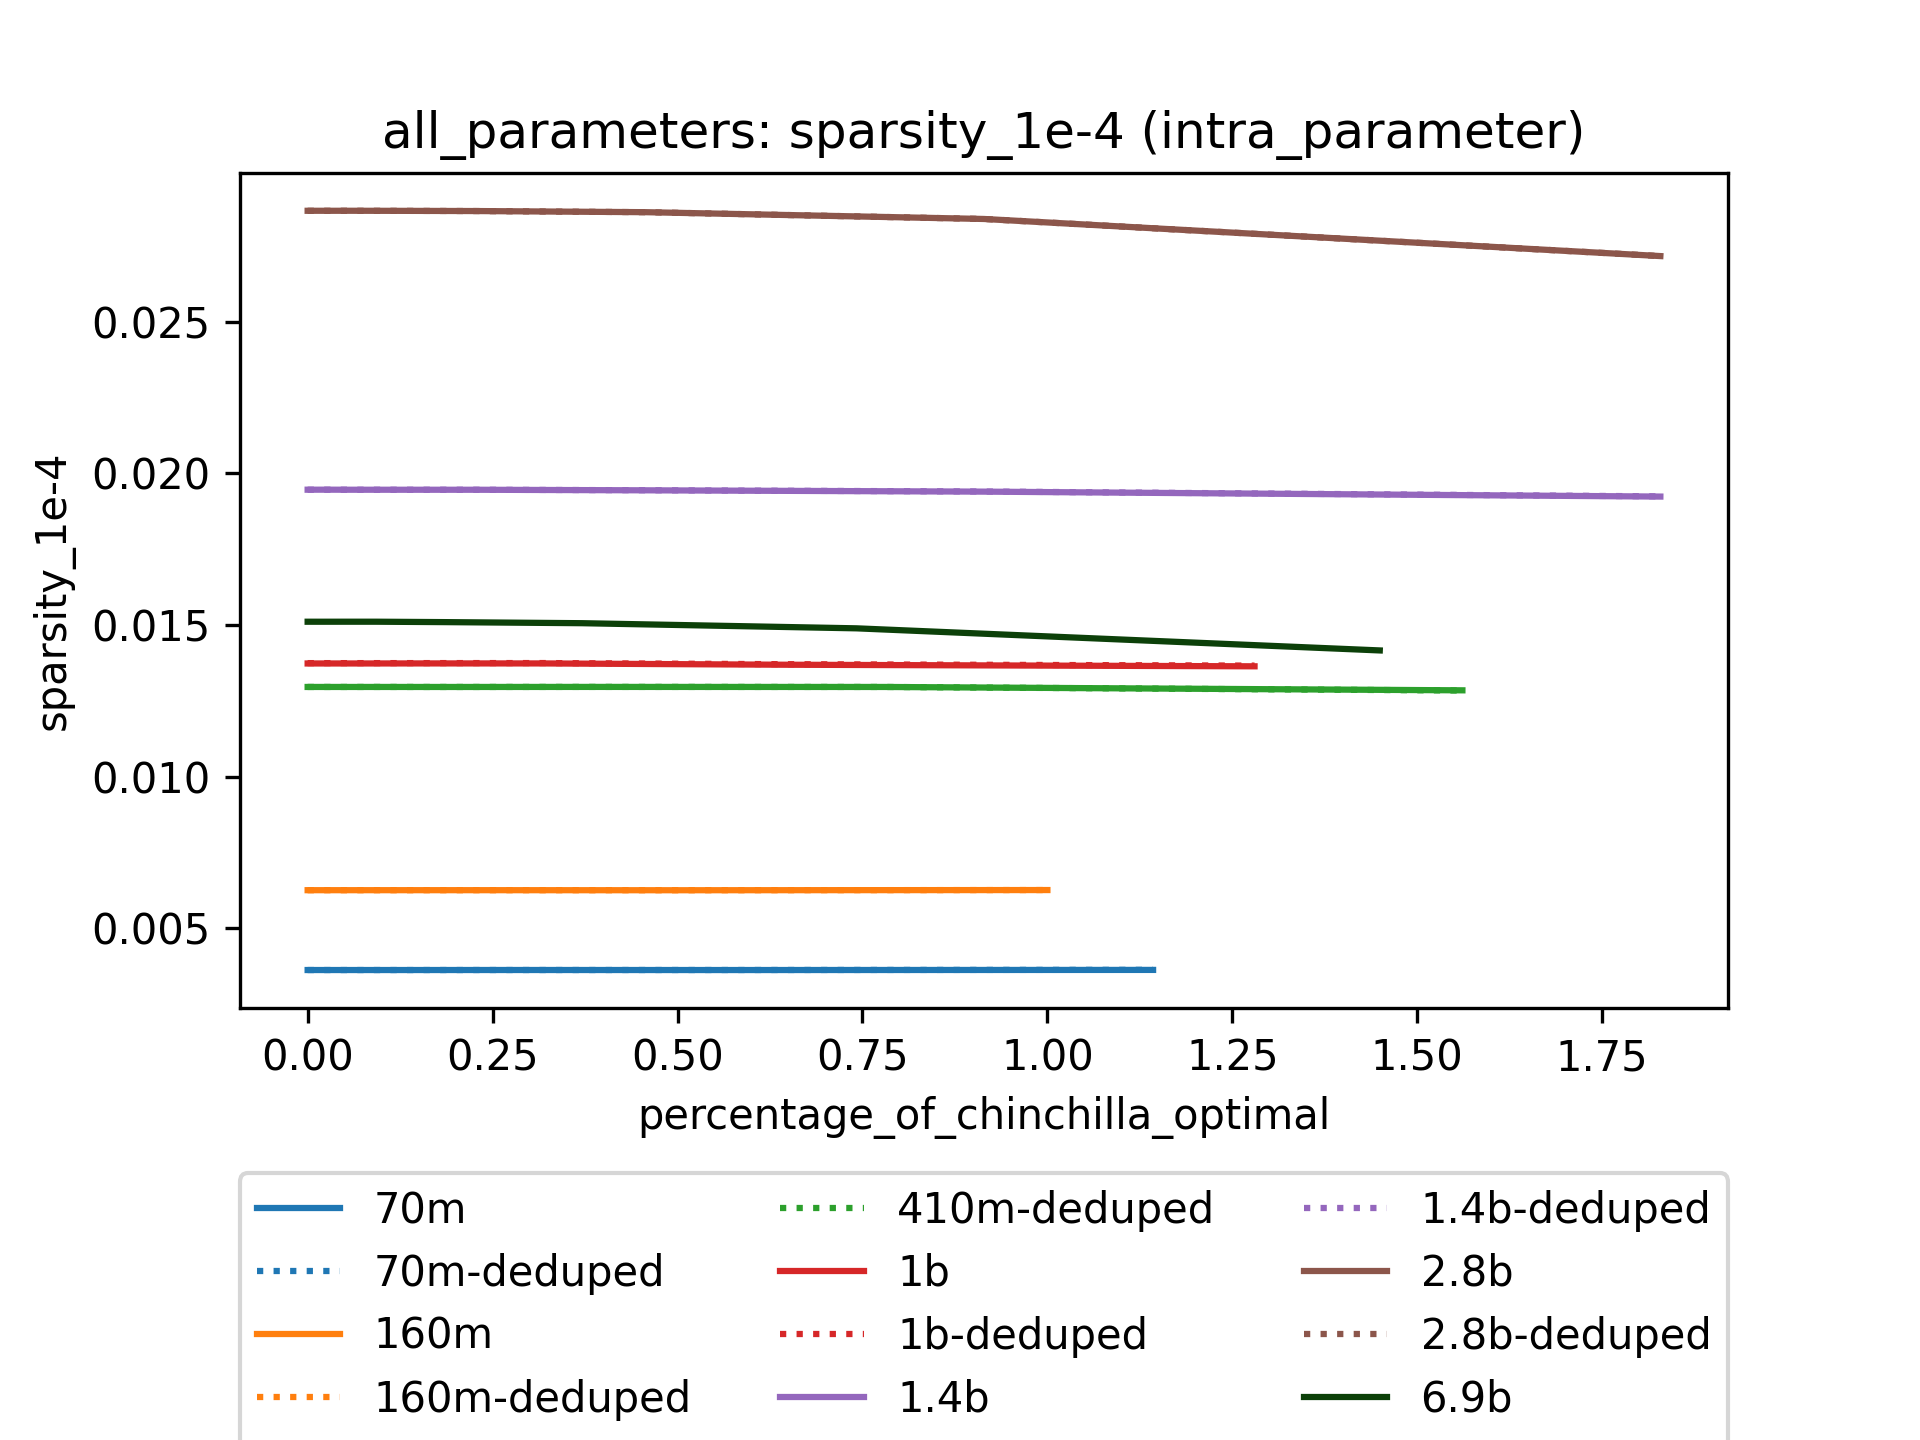 all_parameters: sparsity_1e-4 (intra_parameter)
sparsity_1e-4
0.025
0.020
0.015
0.010
0.005
0.00 0.25 0.50 0.75 1.00 1.25 1.50 1.75
percentage_of_chinchilla_optimal
70m
70m-deduped
160m
160m-deduped
410m-deduped
1b
1b-deduped
1.4b
1.4b-deduped
2.8b
2.8b-deduped
6.9b